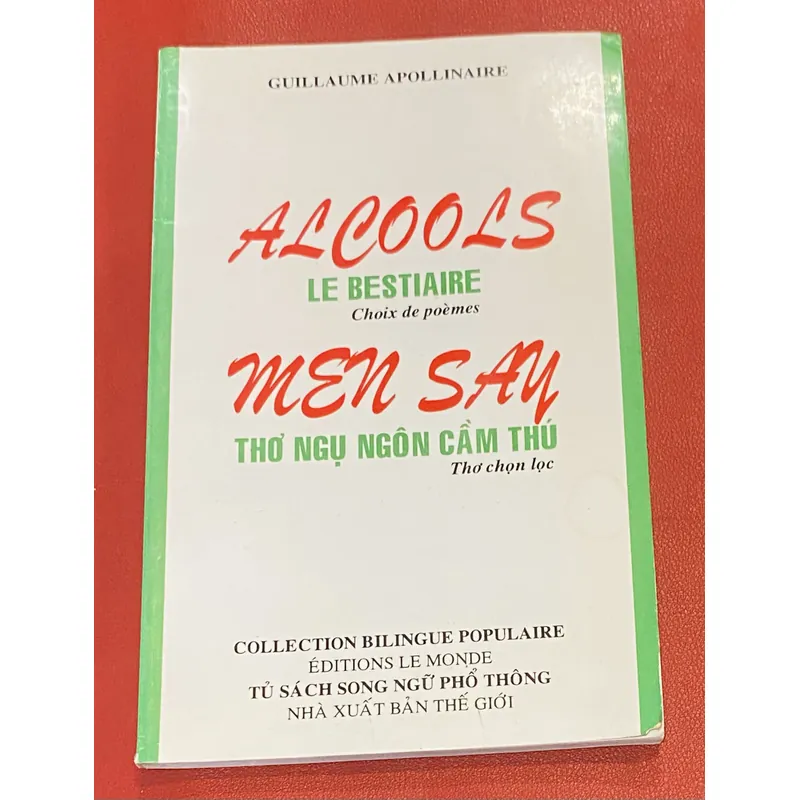 GUILLAUME APOLLINAIRE
ALCOOLS
LE BESTIAIRE
Choix de poèmes
MEN SAY
THƠ NGỤ NGÔN CẦM THÚ
Thơ chọn lọc
COLLECTION BILINGUE POPULAIRE
ÉDITIONS LE MONDE
TỦ SÁCH SONG NGỮ PHỔ THÔNG
NHÀ XUẤT BẢN THẾ GIỚI